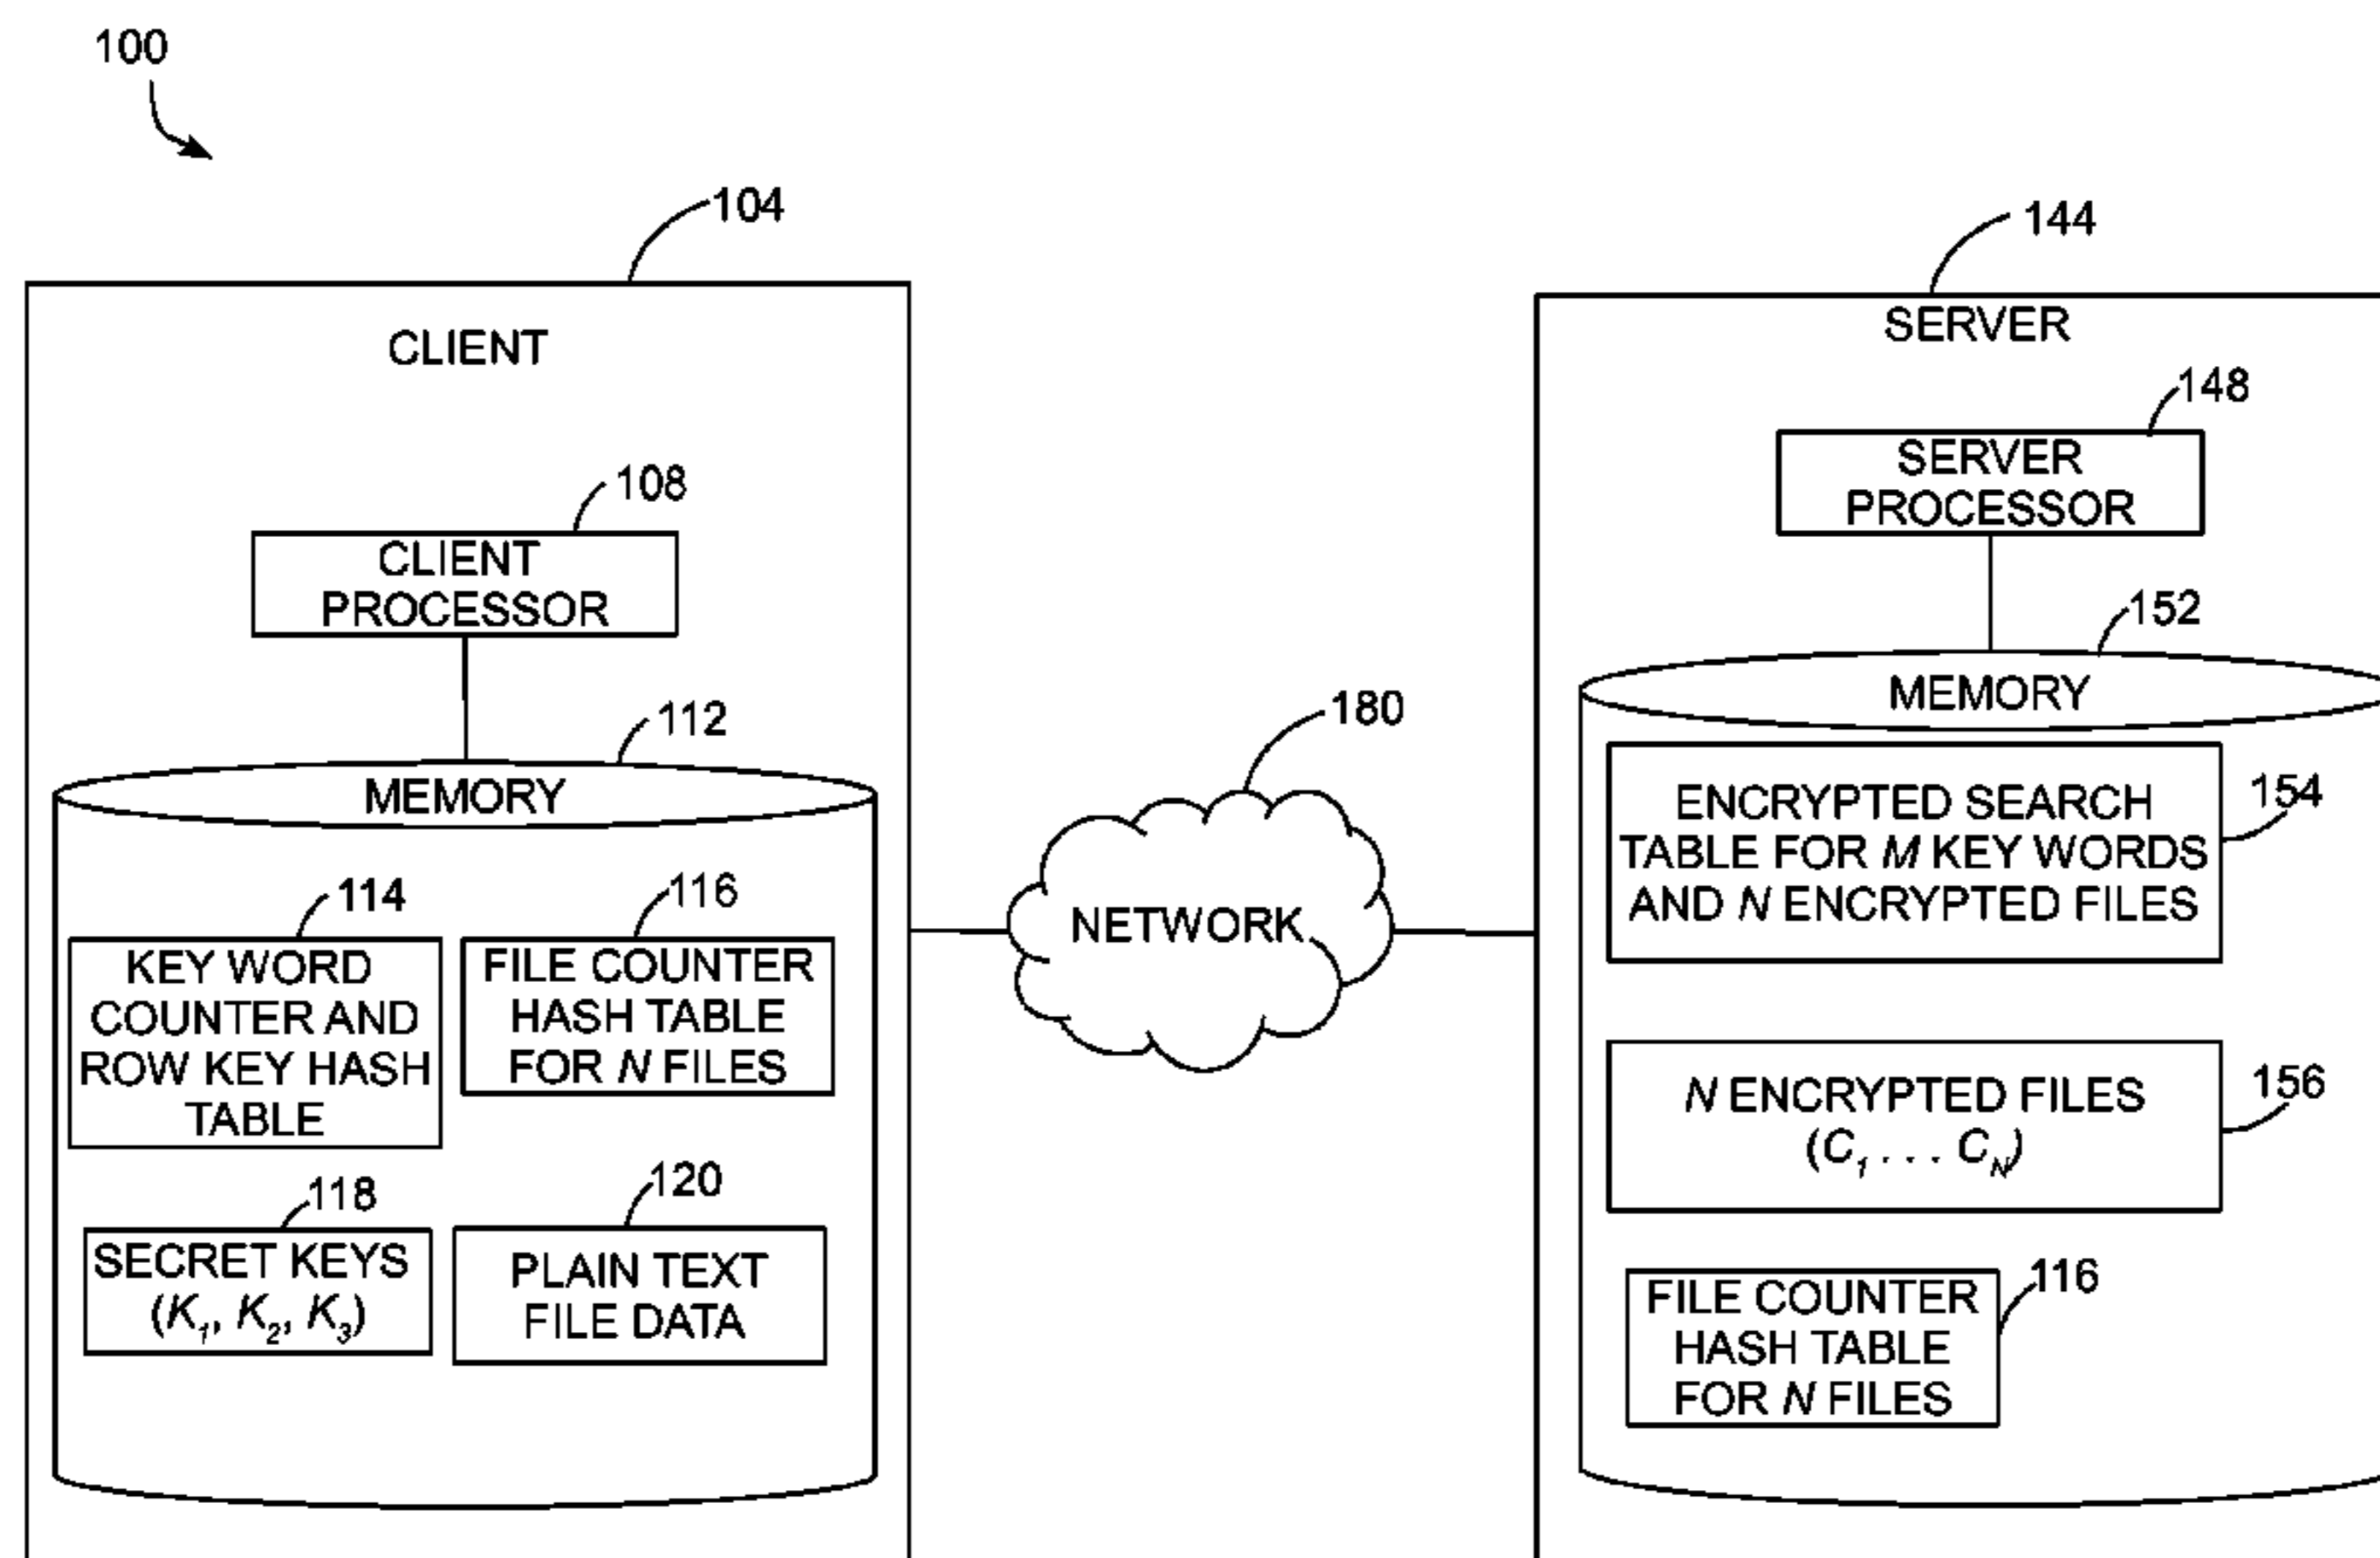 100
104
CLIENT
108
CLIENT
PROCESSOR
112
MEMORY
114
KEY WORD
COUNTER AND
ROW KEY HASH
TABLE
116
FILE COUNTER
HASH TABLE
FOR N FILES
118
SECRET KEYS
(K1, K2, K3)
120
PLAIN TEXT
FILE DATA
180
NETWORK
144
SERVER
148
SERVER
PROCESSOR
152
MEMORY
154
ENCRYPTED SEARCH
TABLE FOR M KEY WORDS
AND N ENCRYPTED FILES
156
N ENCRYPTED FILES
(C1 . . . CN)
116
FILE COUNTER
HASH TABLE
FOR N FILES